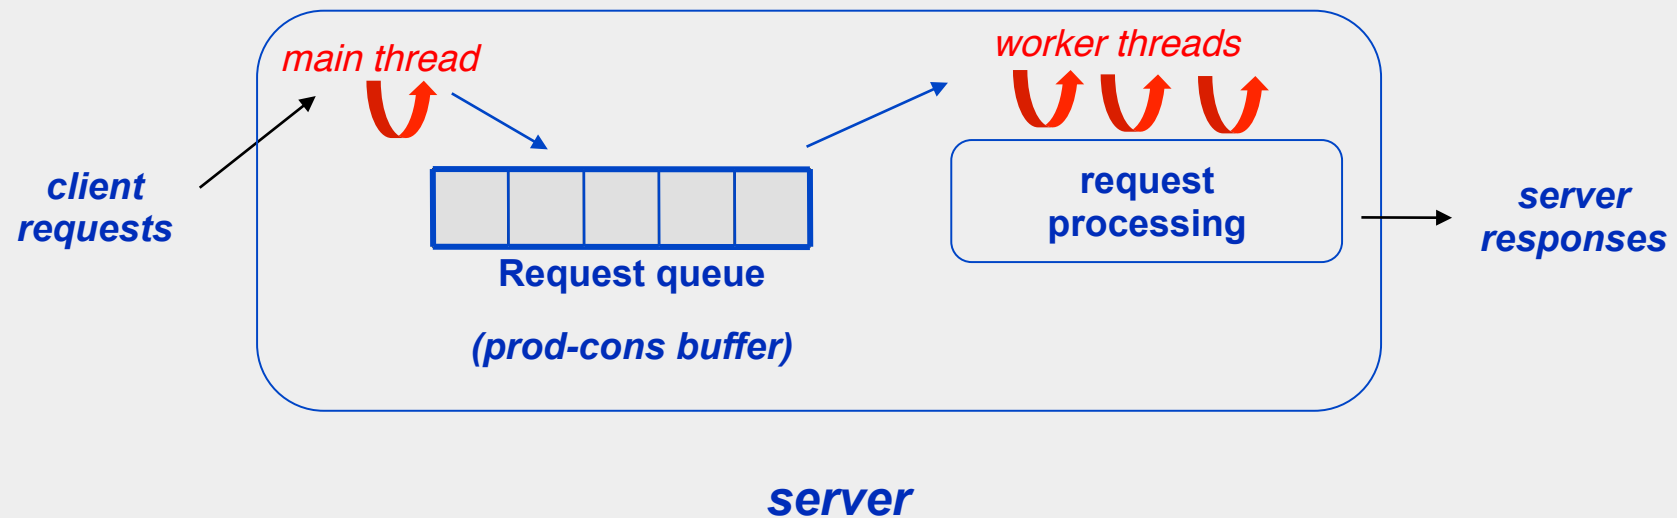 main thread
worker threads
client
requests
request
processing
server
responses
Request queue
(prod-cons buffer)
server